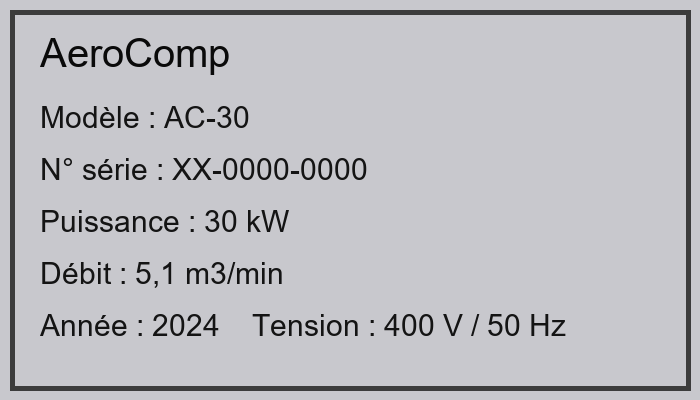 AeroComp
Modèle : AC-30
N° série : XX-0000-0000
Puissance : 30 kW
Débit : 5,1 m3/min
Année : 2024    Tension : 400 V / 50 Hz